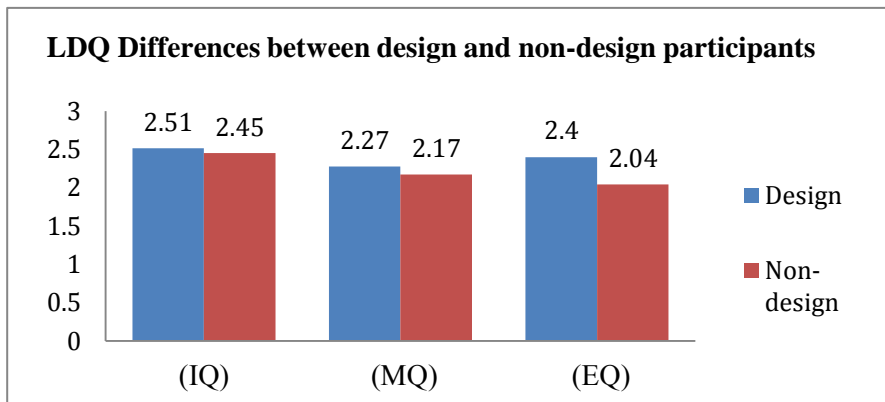 LDQ Differences between design and non-design participants
3
2.5
2
1.5
1
0.5
0
2.51
2.45
2.27
2.17
2.4
2.04
(IQ)
(MQ)
(EQ)
Design
Non-
design